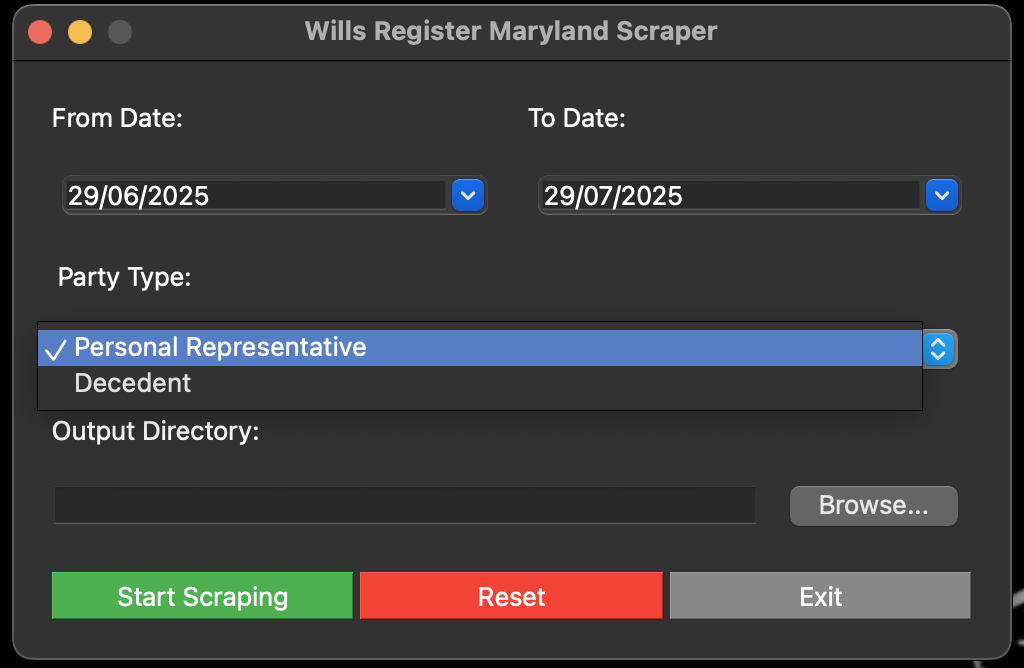 Wills Register Maryland Scraper
From Date: To Date:
29/06/2025 29/07/2025
Party Type:
Personal Representative
Decedent
Output Directory:
Browse...
Start Scraping Reset Exit